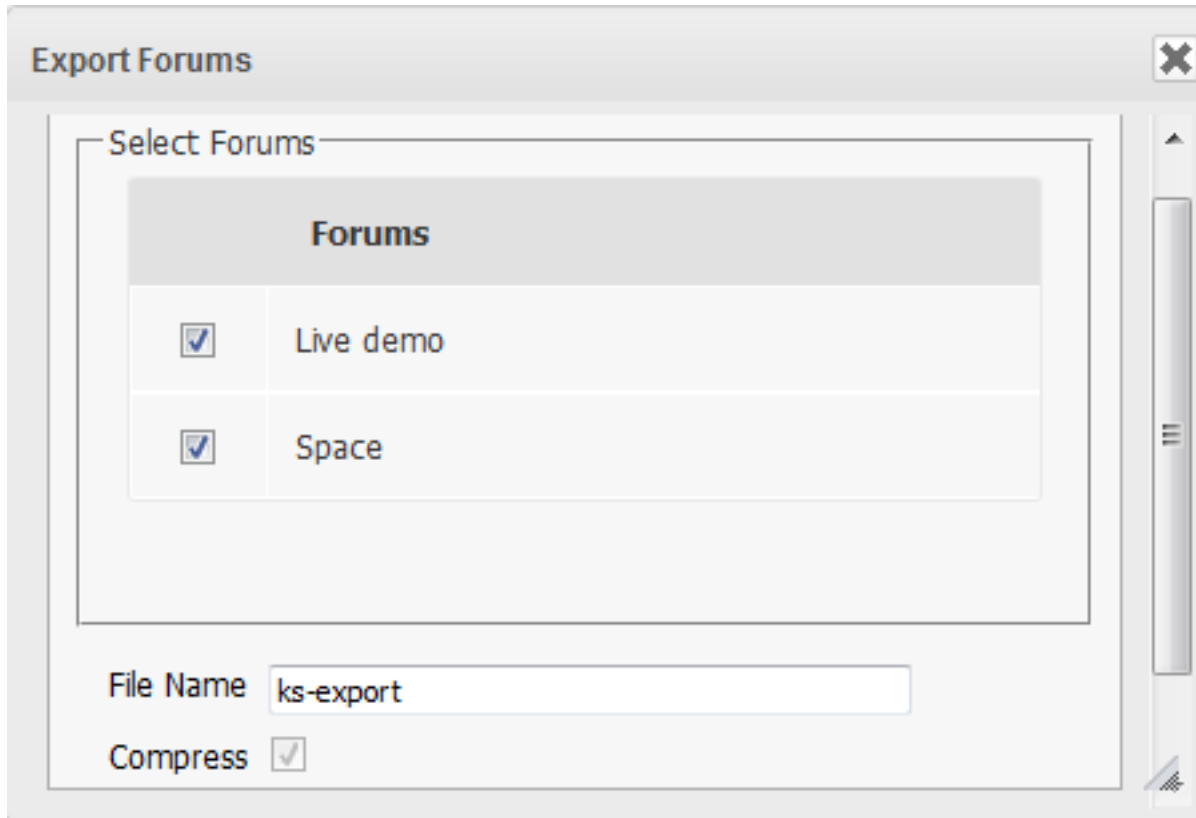 Export Forums
Select Forums
Forums
Live demo
Space
File Name ks-export
Compress